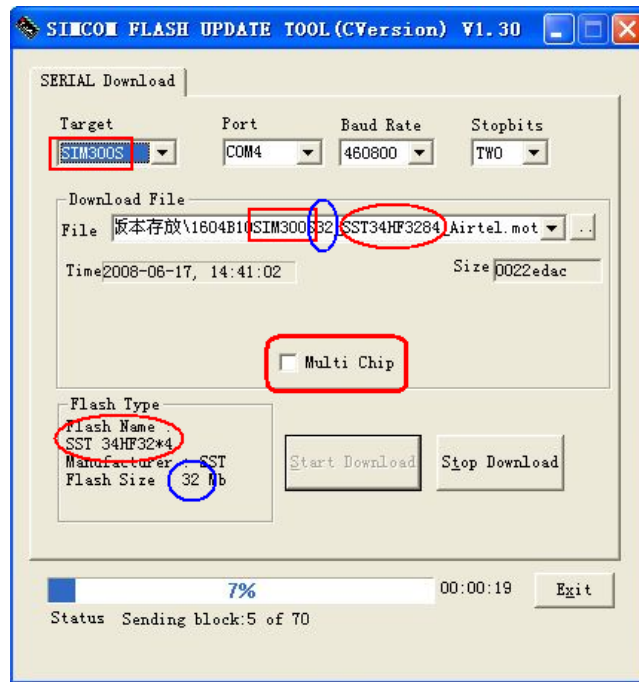 SIMCOM FLASH UPDATE TOOL(CVersion) V1.30
SERIAL Download
Target Port Baud Rate Stopbits
SIM300S COM4 460800 TWO
Download File
File 版本存放\1604B10SIM300S32_SST34HF3284_Airtel.mot ..
Time 2008-06-17, 14:41:02 Size 0022edac
Multi Chip
Flash Type
Flash Name :
SST 34HF32*4
Manufacturer : SST
Flash Size : 32 Mb
Start Download Stop Download
7% 00:00:19 Exit
Status Sending block:5 of 70